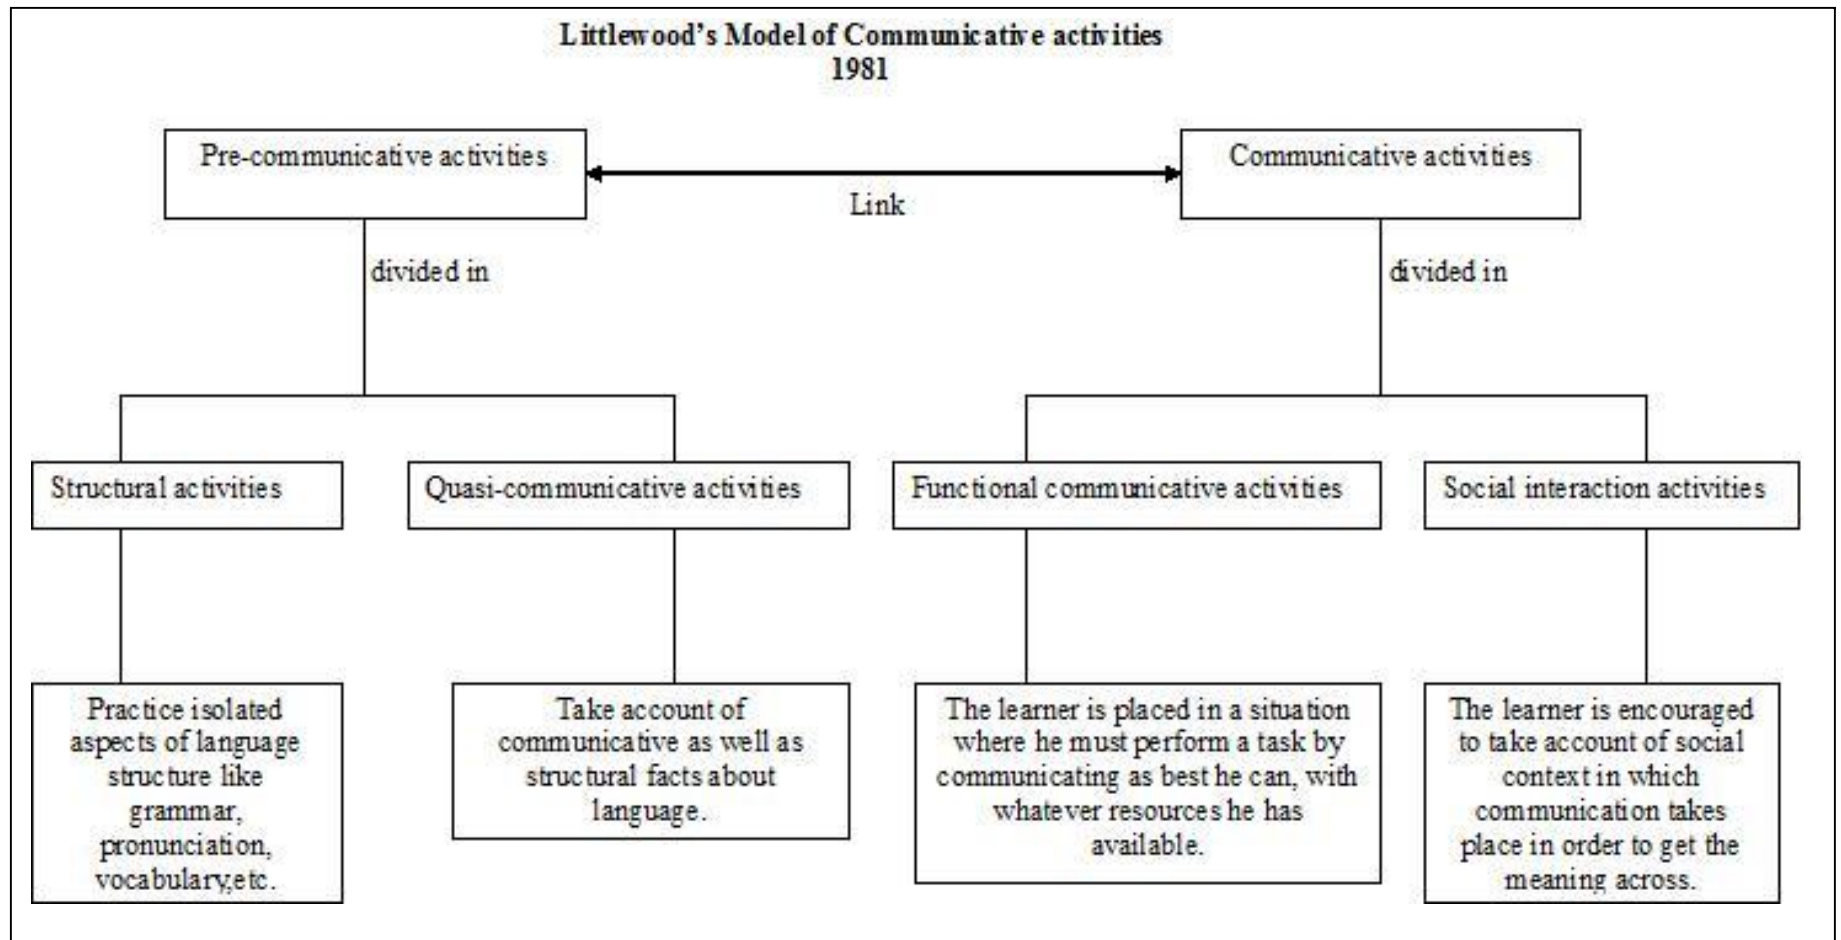 Littlewood's Model of Communicative activities
1981
Pre-communicative activities
Communicative activities
Link
divided in
divided in
Structural activities
Quasi-communicative activities
Functional communicative activities
Social interaction activities
Practice isolated
aspects of language
structure like
grammar,
pronunciation,
vocabulary,etc.
Take account of
communicative as well as
structural facts about
language.
The learner is placed in a situation
where he must perform a task by
communicating as best he can, with
whatever resources he has
available.
The learner is encouraged
to take account of social
context in which
communication takes
place in order to get the
meaning across.